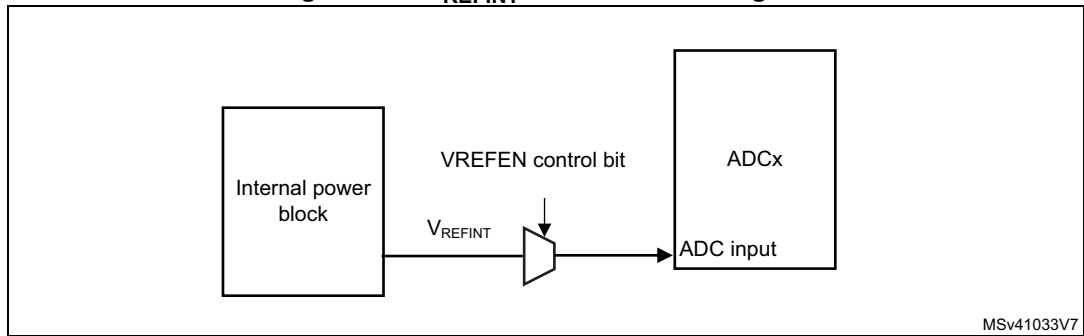 VREFEN control bit
ADCx
Internal power
block
VREFINT
ADC input
MSv41033V7